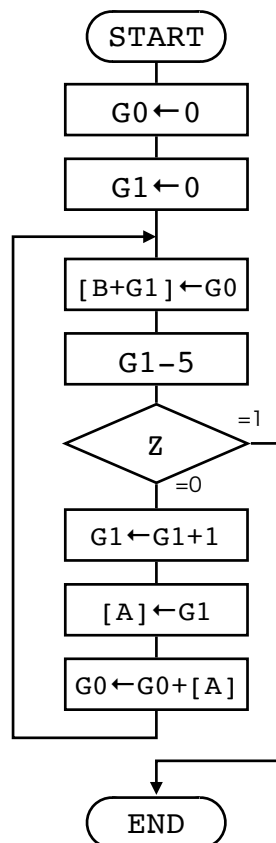 START
G0←0
G1←0
[B+G1]←G0
G1−5
Z
=1
=0
G1←G1+1
[A]←G1
G0←G0+[A]
END